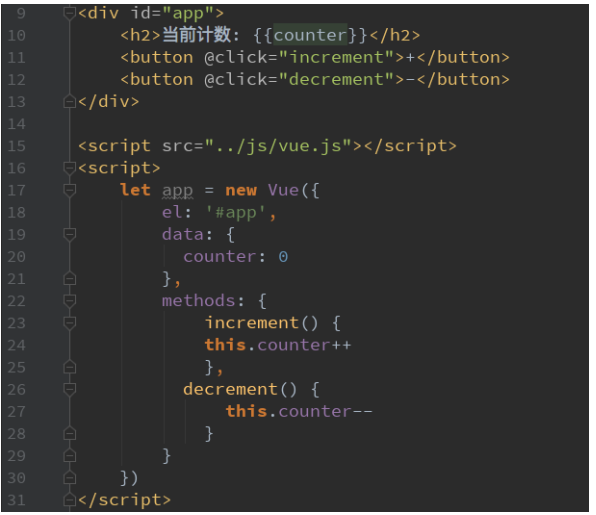 9 <div id="app">
10     <h2>当前计数: {{counter}}</h2>
11     <button @click="increment">+</button>
12     <button @click="decrement">-</button>
13 </div>
14
15 <script src="../js/vue.js"></script>
16 <script>
17     let app = new Vue({
18         el: '#app',
19         data: {
20           counter: 0
21         },
22         methods: {
23             increment() {
24             this.counter++
25             },
26           decrement() {
27               this.counter--
28             }
29         }
30     })
31 </script>